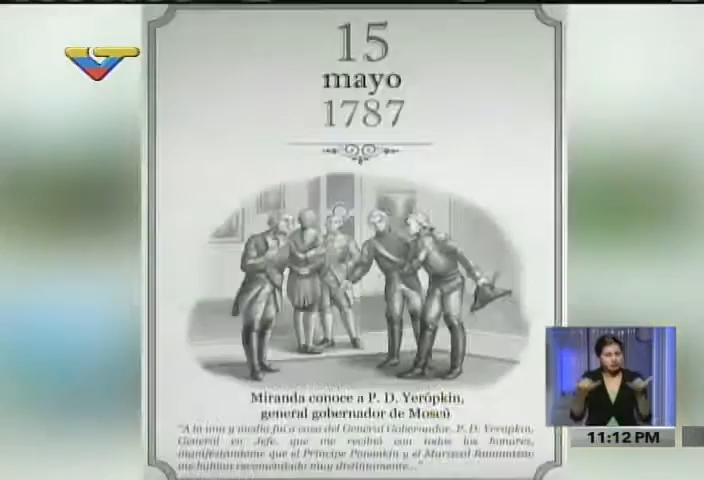 15
mayo
1787
Miranda conoce a P. D. Yerópkin,
general gobernador de Moscú
"A la una y media fui a casa del General Gobernador, P. D. Yeropkin,
General en Jefe, que me recibió con todos los honores,
manifestándome que el Príncipe Potemkin y el Mariscal Rumiantsev
me habían recomendado muy distintamente..."
11:12 PM